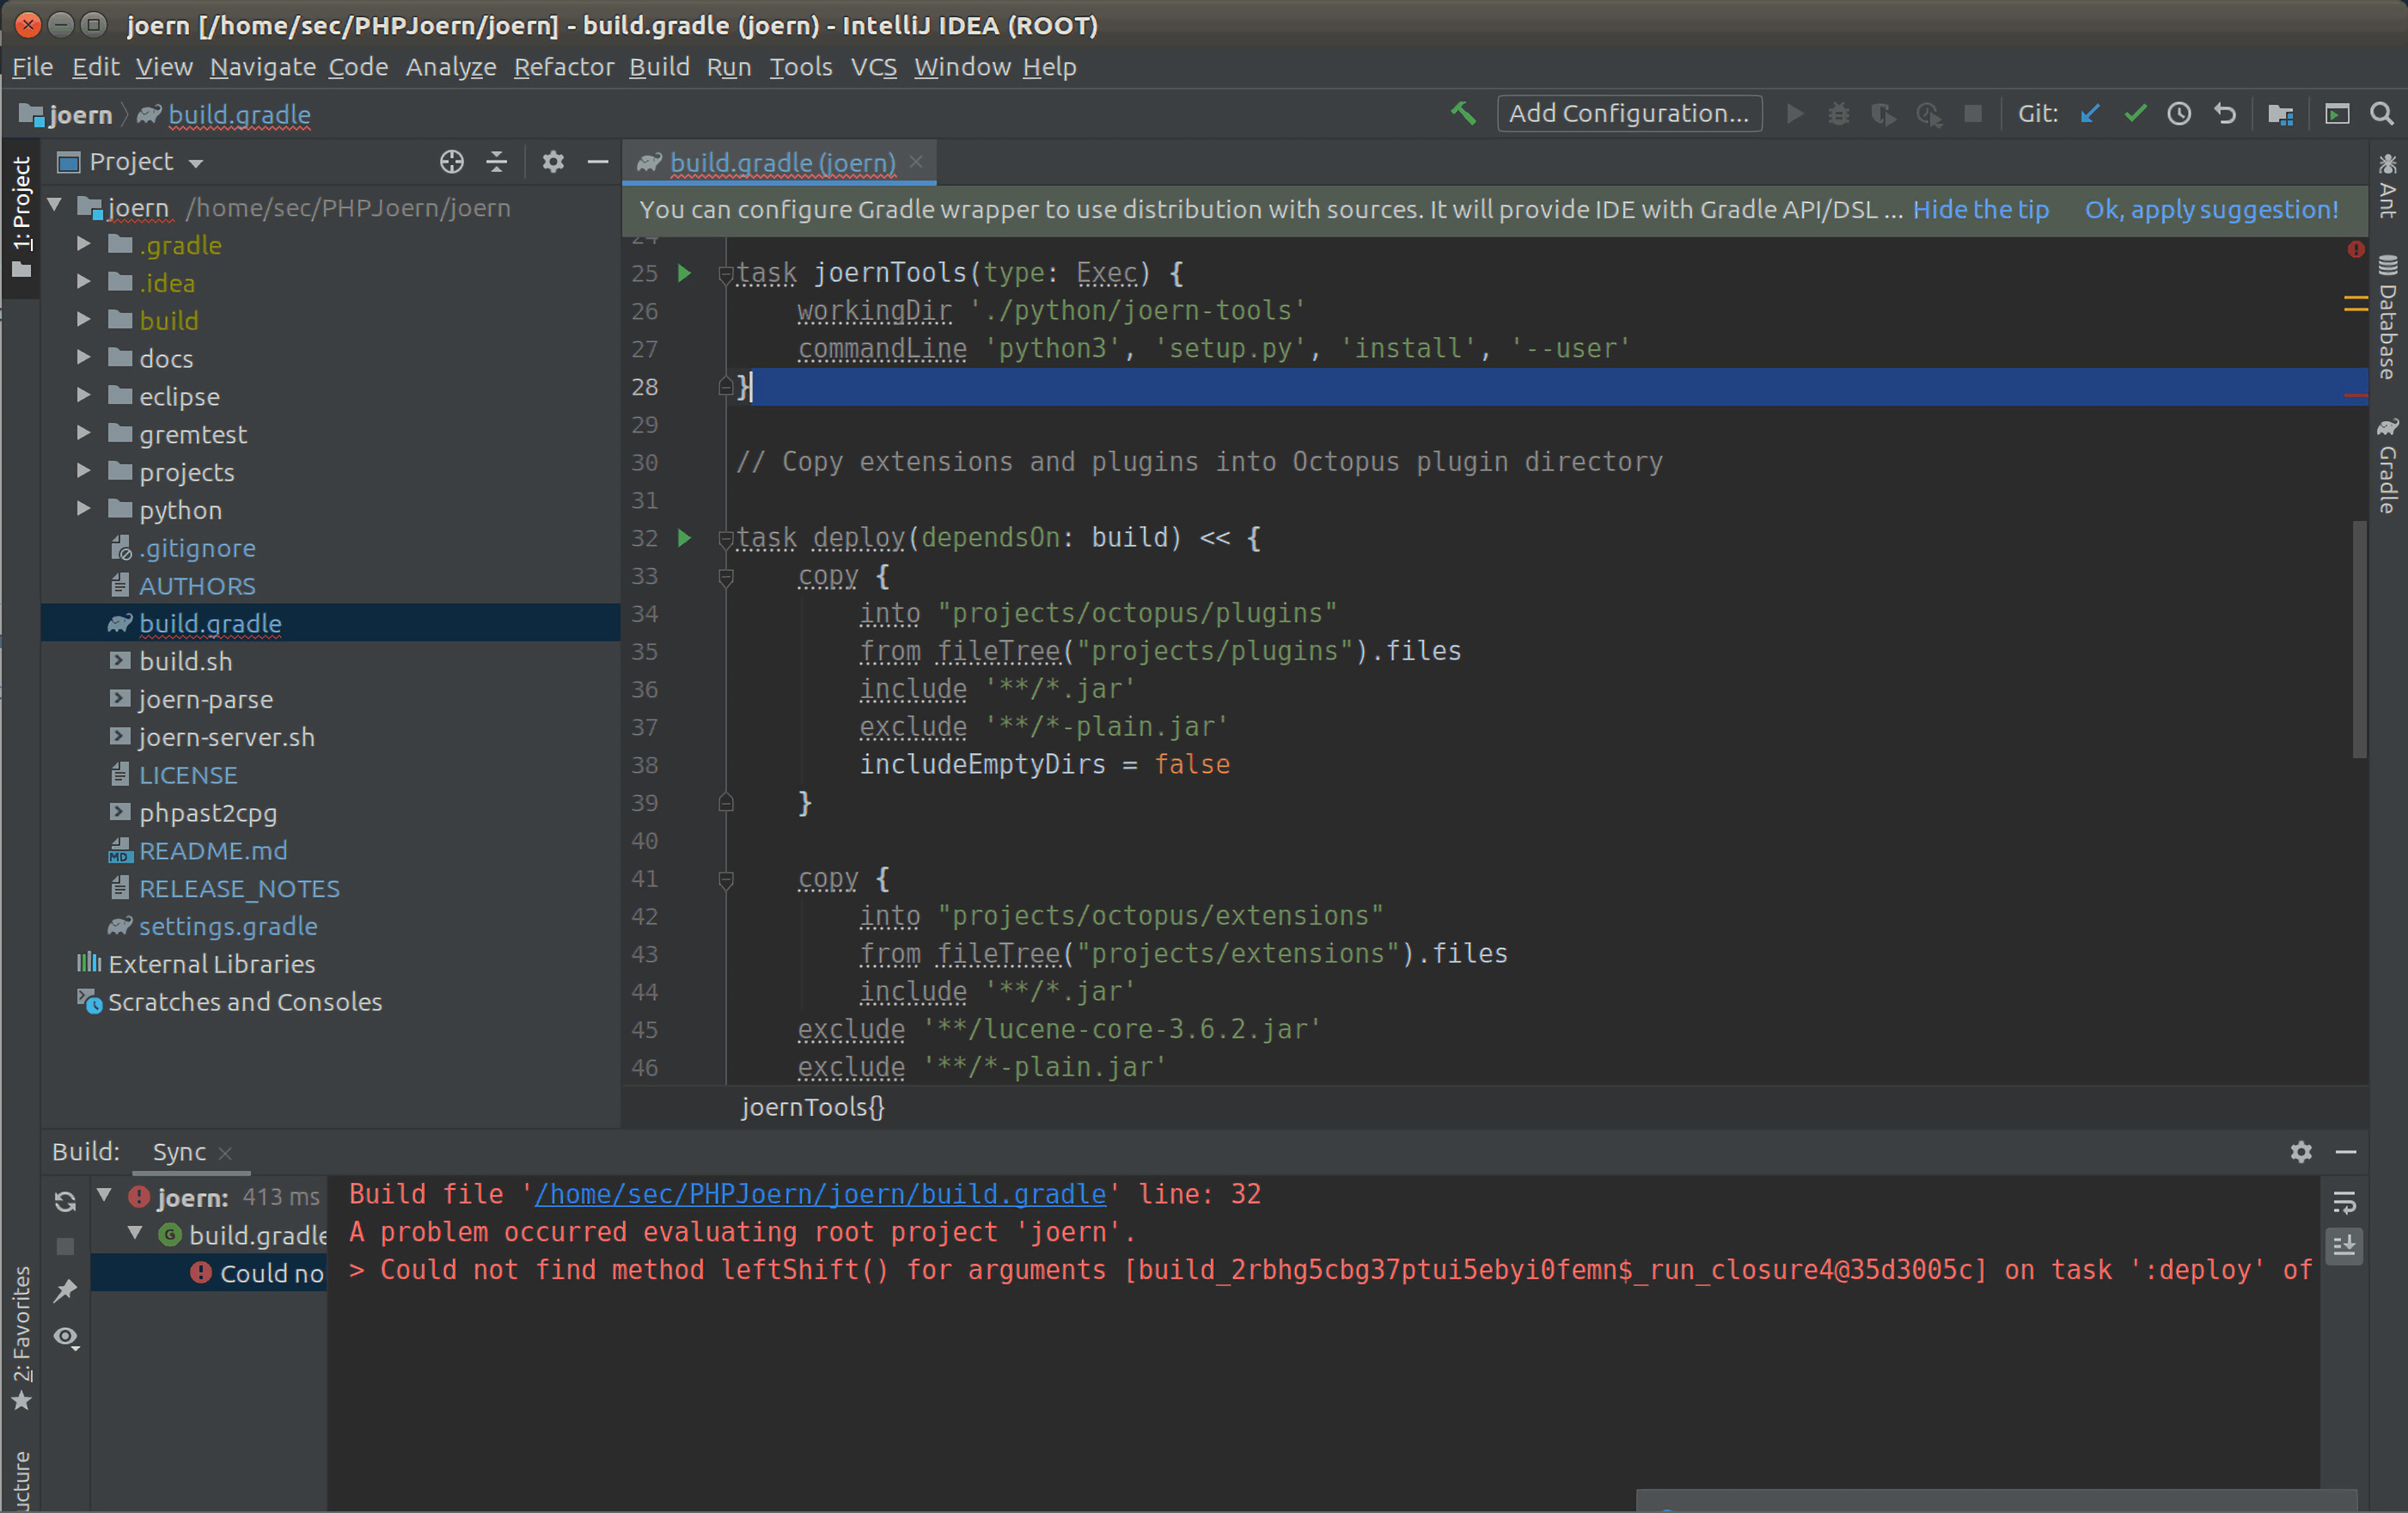 joern [/home/sec/PHPJoern/joern] - build.gradle (joern) - IntelliJ IDEA (ROOT)
File Edit View Navigate Code Analyze Refactor Build Run Tools VCS Window Help
joern build.gradle Add Configuration... Git:
1: Project
Project
joern /home/sec/PHPJoern/joern
.gradle
.idea
build
docs
eclipse
gremtest
projects
python
.gitignore
AUTHORS
build.gradle
build.sh
joern-parse
joern-server.sh
LICENSE
phpast2cpg
README.md
RELEASE_NOTES
settings.gradle
External Libraries
Scratches and Consoles
build.gradle (joern)
You can configure Gradle wrapper to use distribution with sources. It will provide IDE with Gradle API/DSL ... Hide the tip Ok, apply suggestion!
24
25 task joernTools(type: Exec) {
26 workingDir './python/joern-tools'
27 commandLine 'python3', 'setup.py', 'install', '--user'
28 }
29
30 // Copy extensions and plugins into Octopus plugin directory
31
32 task deploy(dependsOn: build) << {
33 copy {
34 into "projects/octopus/plugins"
35 from fileTree("projects/plugins").files
36 include '**/*.jar'
37 exclude '**/*-plain.jar'
38 includeEmptyDirs = false
39 }
40
41 copy {
42 into "projects/octopus/extensions"
43 from fileTree("projects/extensions").files
44 include '**/*.jar'
45 exclude '**/lucene-core-3.6.2.jar'
46 exclude '**/*-plain.jar'
joernTools{}
Ant
Database
Gradle
Build: Sync
joern: 413 ms
build.gradle
Could no
Build file '/home/sec/PHPJoern/joern/build.gradle' line: 32
A problem occurred evaluating root project 'joern'.
> Could not find method leftShift() for arguments [build_2rbhg5cbg37ptui5ebyi0femn$_run_closure4@35d3005c] on task ':deploy' of
2: Favorites
ucture